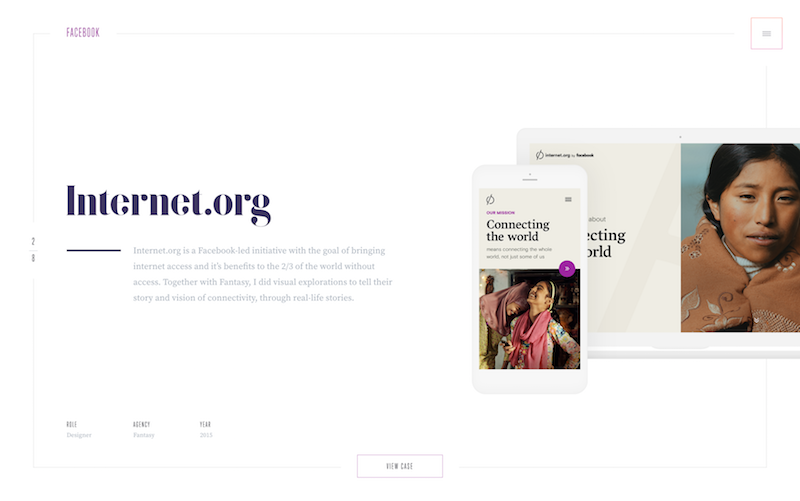 FACEBOOK
Internet.org
2
8
Internet.org is a Facebook-led initiative with the goal of bringing
internet access and it's benefits to the 2/3 of the world without
access. Together with Fantasy, I did visual explorations to tell their
story and vision of connectivity, through real-life stories.
internet.org by facebook
OUR MISSION
Connecting
the world
means connecting the whole
world, not just some of us
about
ecting
orld
ROLE
Designer
AGENCY
Fantasy
YEAR
2015
VIEW CASE